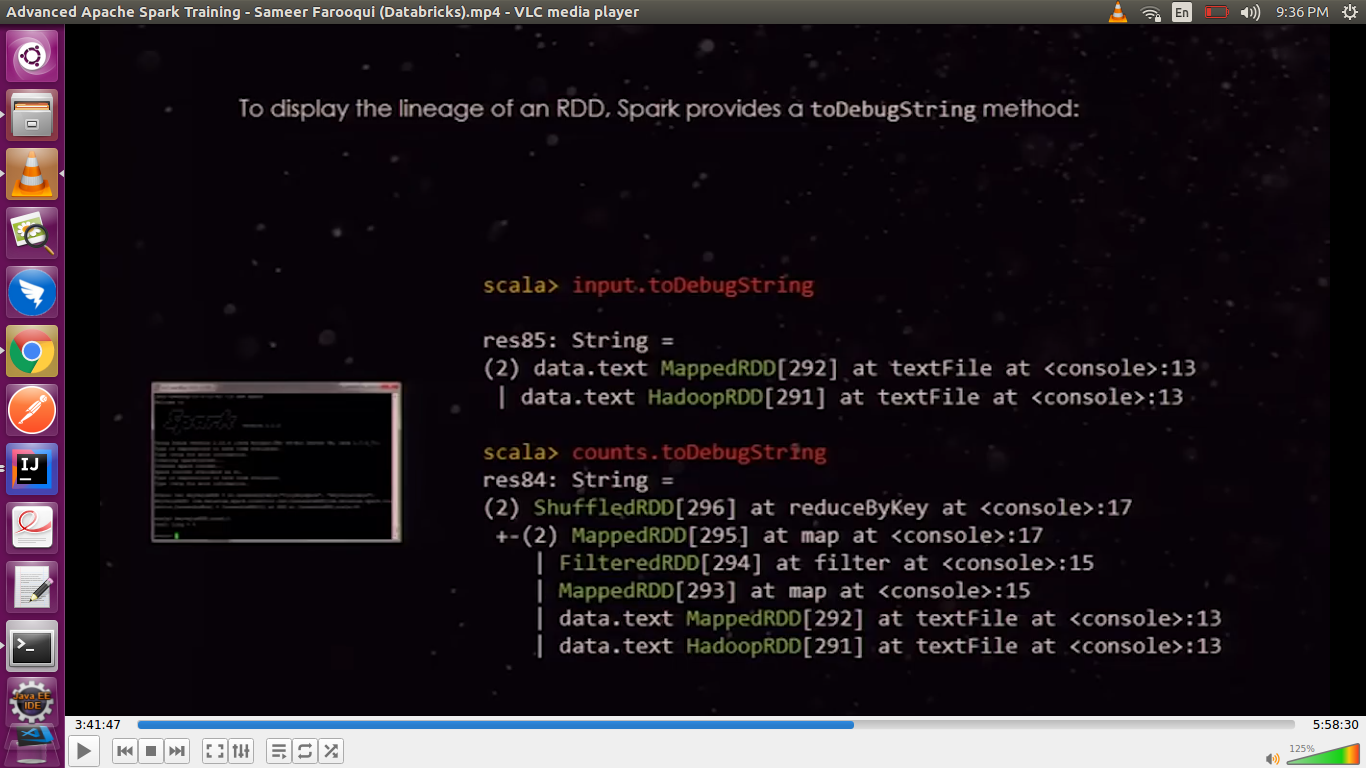 Advanced Apache Spark Training - Sameer Farooqui (Databricks).mp4 - VLC media player
En
9:36 PM
To display the lineage of an RDD, Spark provides a toDebugString method:
scala> input.toDebugString
res85: String =
(2) data.text MappedRDD[292] at textFile at <console>:13
| data.text HadoopRDD[291] at textFile at <console>:13
scala> counts.toDebugString
res84: String =
(2) ShuffledRDD[296] at reduceByKey at <console>:17
+-(2) MappedRDD[295] at map at <console>:17
| FilteredRDD[294] at filter at <console>:15
| MappedRDD[293] at map at <console>:15
| data.text MappedRDD[292] at textFile at <console>:13
| data.text HadoopRDD[291] at textFile at <console>:13
Spark
IJ
>_
Java EE
IDE
3:41:47
5:58:30
125%